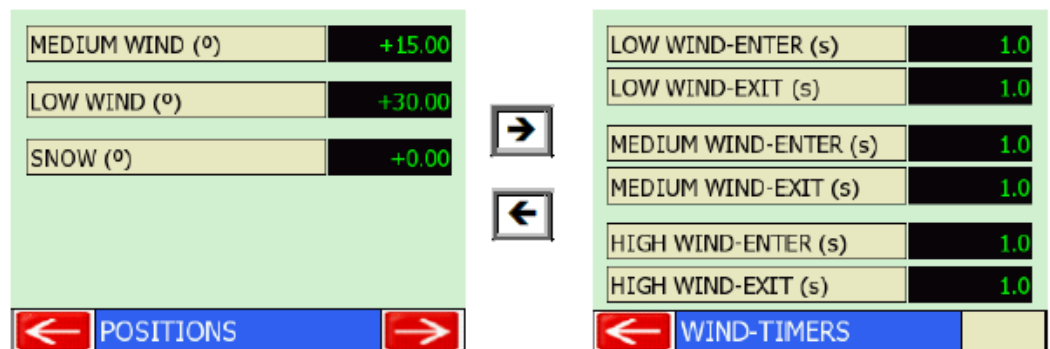 MEDIUM WIND (º) +15.00
LOW WIND (º) +30.00
SNOW (º) +0.00
POSITIONS
LOW WIND-ENTER (s) 1.0
LOW WIND-EXIT (s) 1.0
MEDIUM WIND-ENTER (s) 1.0
MEDIUM WIND-EXIT (s) 1.0
HIGH WIND-ENTER (s) 1.0
HIGH WIND-EXIT (s) 1.0
WIND-TIMERS